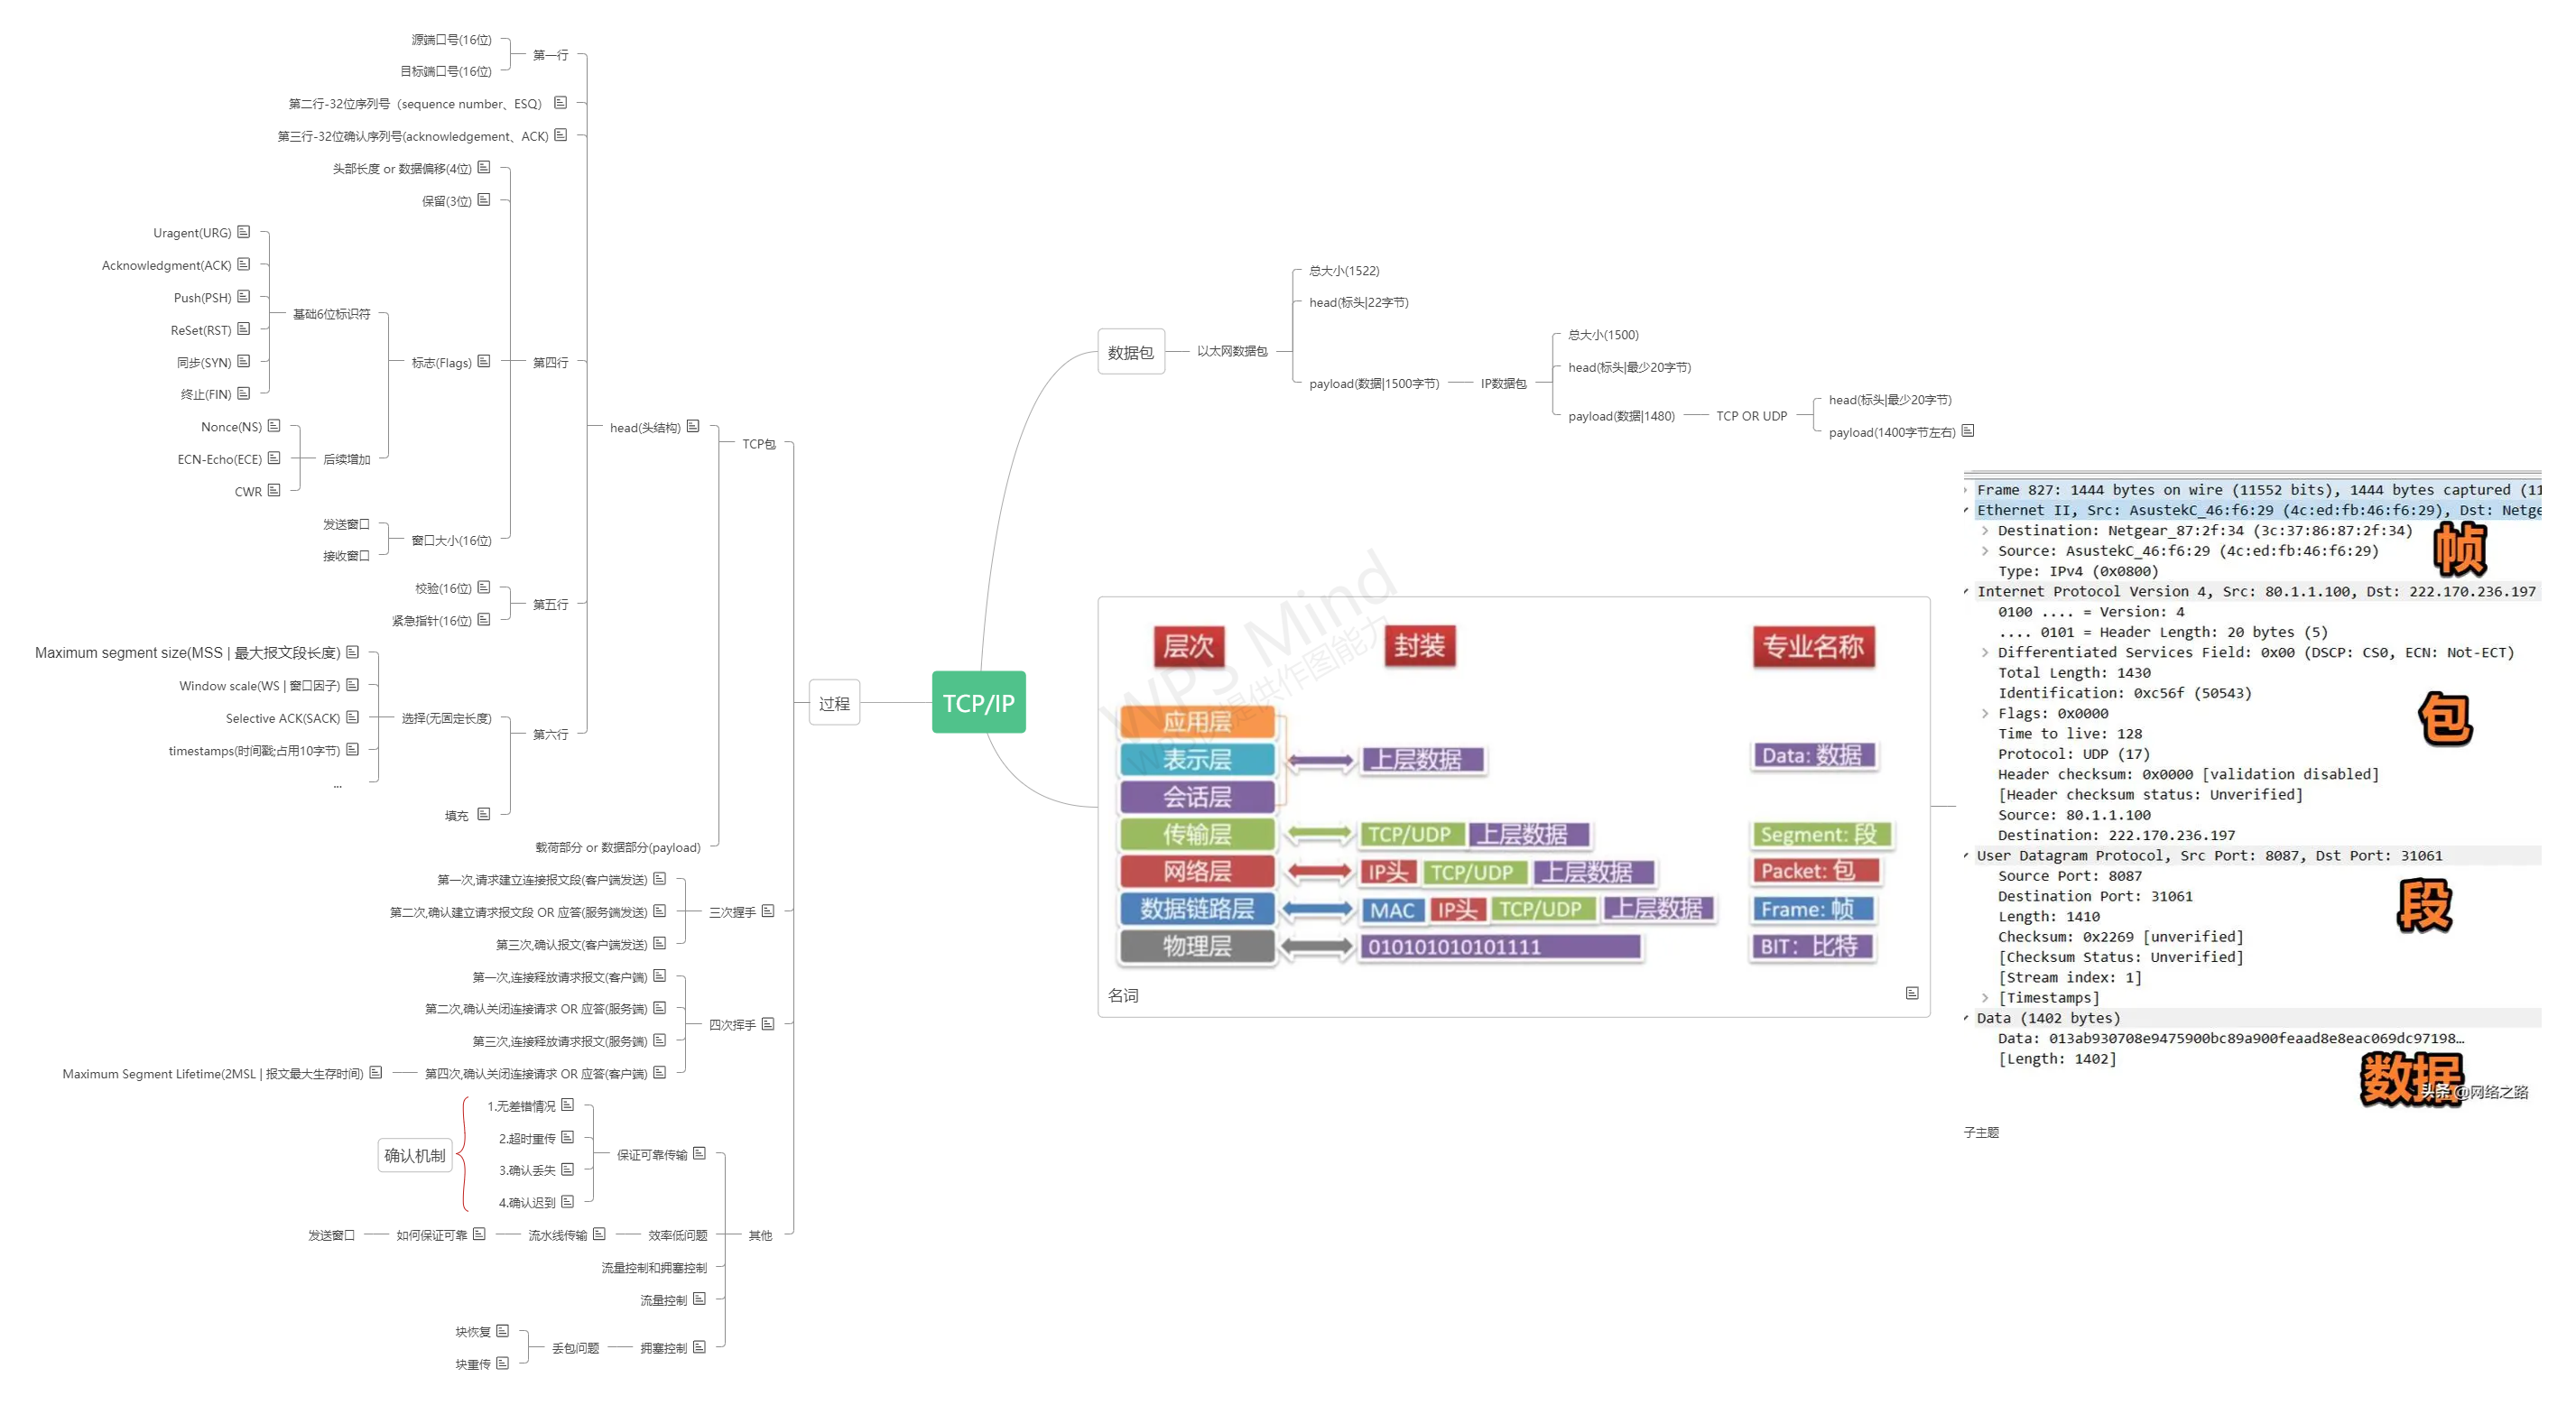 源端口号(16位)
目标端口号(16位)
第一行
第二行-32位序列号（sequence number、ESQ）
第三行-32位确认序列号(acknowledgement、ACK)
头部长度 or 数据偏移(4位)
保留(3位)
Uragent(URG)
Acknowledgment(ACK)
Push(PSH)
ReSet(RST)
同步(SYN)
终止(FIN)
基础6位标识符
Nonce(NS)
ECN-Echo(ECE)
CWR
后续增加
标志(Flags)
发送窗口
接收窗口
窗口大小(16位)
第四行
校验(16位)
紧急指针(16位)
第五行
Maximum segment size(MSS | 最大报文段长度)
Window scale(WS | 窗口因子)
Selective ACK(SACK)
timestamps(时间戳;占用10字节)
...
选择(无固定长度)
填充
第六行
head(头结构)
载荷部分 or 数据部分(payload)
TCP包
第一次,请求建立连接报文段(客户端发送)
第二次,确认建立请求报文段 OR 应答(服务端发送)
第三次,确认报文(客户端发送)
三次握手
第一次,连接释放请求报文(客户端)
第二次,确认关闭连接请求 OR 应答(服务端)
第三次,连接释放请求报文(服务端)
Maximum Segment Lifetime(2MSL | 报文最大生存时间)
第四次,确认关闭连接请求 OR 应答(客户端)
四次挥手
确认机制
1.无差错情况
2.超时重传
3.确认丢失
4.确认迟到
保证可靠传输
发送窗口
如何保证可靠
流水线传输
效率低问题
流量控制和拥塞控制
流量控制
块恢复
块重传
丢包问题
拥塞控制
其他
过程
TCP/IP
数据包
以太网数据包
总大小(1522)
head(标头|22字节)
payload(数据|1500字节)
IP数据包
总大小(1500)
head(标头|最少20字节)
payload(数据|1480)
TCP OR UDP
head(标头|最少20字节)
payload(1400字节左右)
层次 封装 专业名称
应用层
表示层 上层数据 Data: 数据
会话层
传输层 TCP/UDP 上层数据 Segment: 段
网络层 IP头 TCP/UDP 上层数据 Packet: 包
数据链路层 MAC IP头 TCP/UDP 上层数据 Frame: 帧
物理层 010101010101111 BIT: 比特
名词
WPS Mind
提供作图能力
Frame 827: 1444 bytes on wire (11552 bits), 1444 bytes captured (11
Ethernet II, Src: AsustekC_46:f6:29 (4c:ed:fb:46:f6:29), Dst: Netge
Destination: Netgear_87:2f:34 (3c:37:86:87:2f:34)
Source: AsustekC_46:f6:29 (4c:ed:fb:46:f6:29)
Type: IPv4 (0x0800)
帧
Internet Protocol Version 4, Src: 80.1.1.100, Dst: 222.170.236.197
0100 .... = Version: 4
.... 0101 = Header Length: 20 bytes (5)
Differentiated Services Field: 0x00 (DSCP: CS0, ECN: Not-ECT)
Total Length: 1430
Identification: 0xc56f (50543)
Flags: 0x0000
Time to live: 128
Protocol: UDP (17)
Header checksum: 0x0000 [validation disabled]
[Header checksum status: Unverified]
Source: 80.1.1.100
Destination: 222.170.236.197
包
User Datagram Protocol, Src Port: 8087, Dst Port: 31061
Source Port: 8087
Destination Port: 31061
Length: 1410
Checksum: 0x2269 [unverified]
[Checksum Status: Unverified]
[Stream index: 1]
[Timestamps]
段
Data (1402 bytes)
Data: 013ab930708e9475900bc89a900feaad8e8eac069dc97198…
[Length: 1402]
数据
头条 @网络之路
子主题